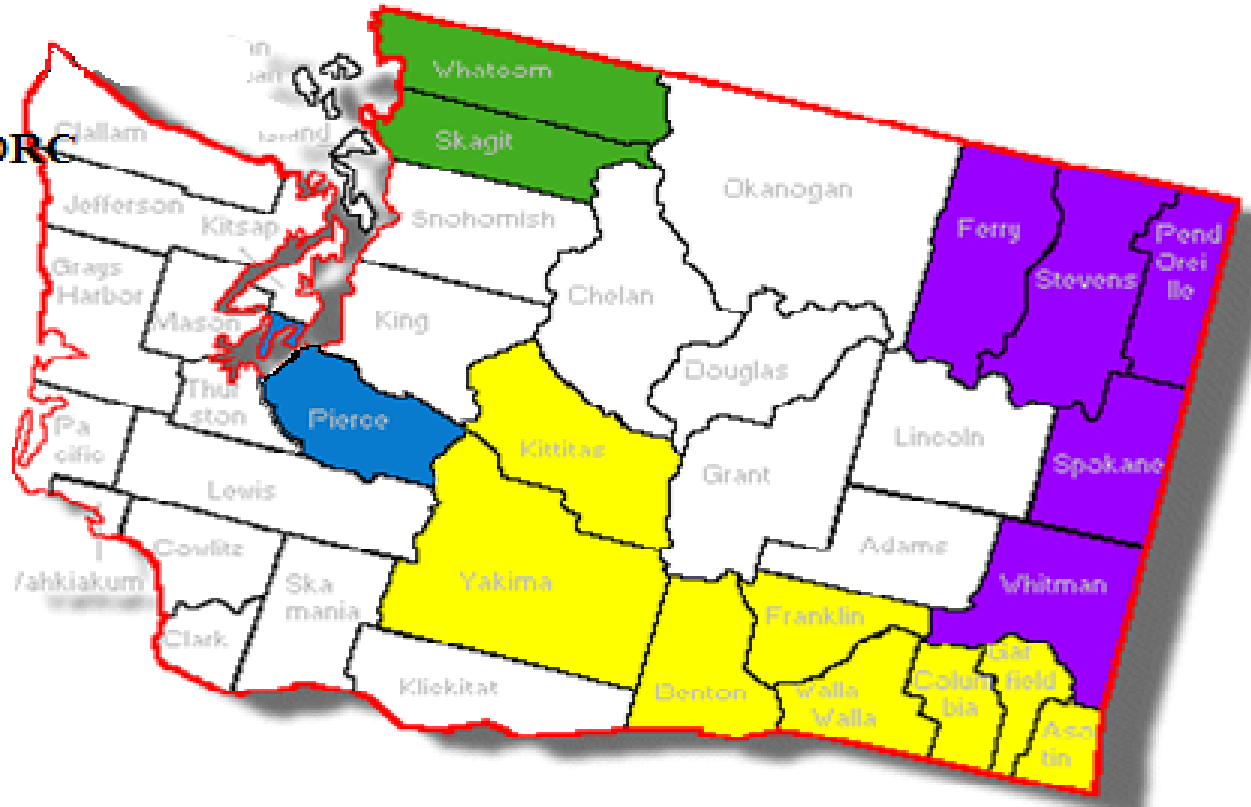 Whatcom
Clallam
DRC
Skagit
Okanogan
Jefferson
Kitsap
Snohomish
Ferry
Pend
Orei
lle
Stevens
Grays
Harbor
Chelan
Mason
King
Douglas
Thur
ston
Pierce
Pa
cific
Kittitas
Lincoln
Spokane
Grant
Lewis
Cowlitz
Adams
Ska
mania
Yakima
Whitman
Franklin
Clark
Klickitat
Benton
Walla
Walla
Colum
bia
Gar
field
Aso
tin